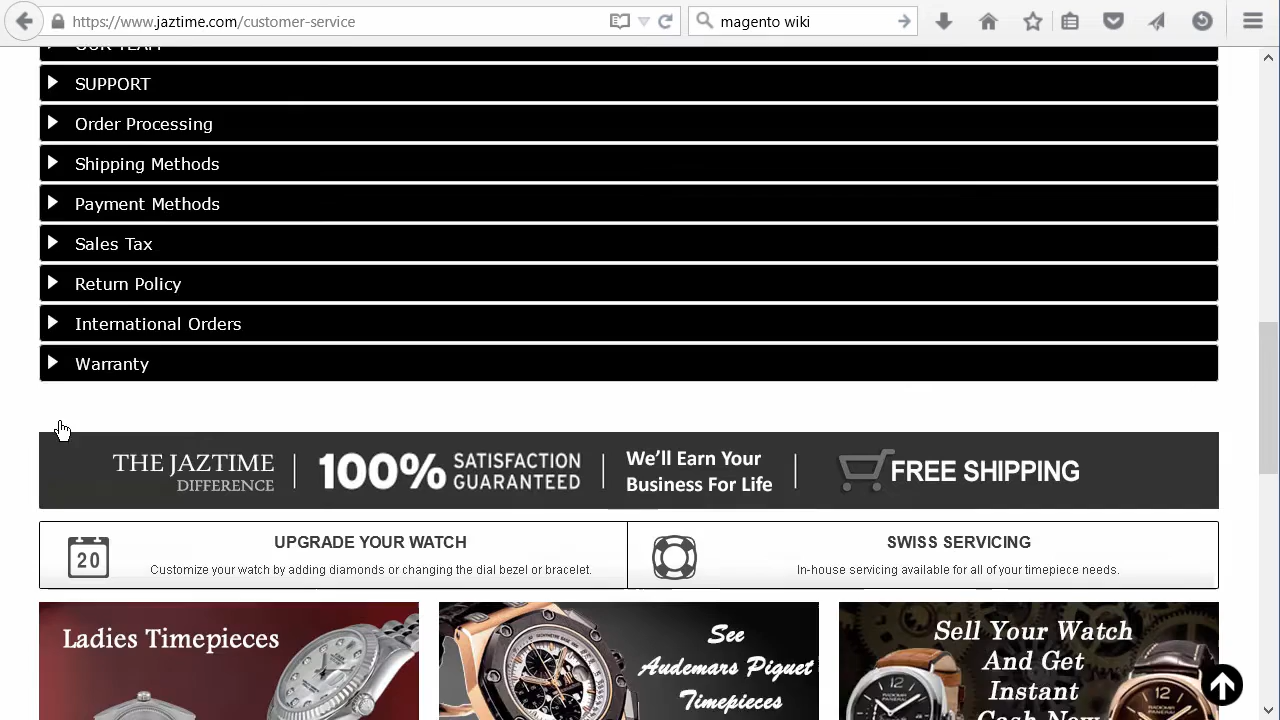 https://www.jaztime.com/customer-service
magento wiki
OUR TEAM
SUPPORT
Order Processing
Shipping Methods
Payment Methods
Sales Tax
Return Policy
International Orders
Warranty
THE JAZTIME
DIFFERENCE
100% SATISFACTION
GUARANTEED
We'll Earn Your
Business For Life
FREE SHIPPING
20
UPGRADE YOUR WATCH
Customize your watch by adding diamonds or changing the dial bezel or bracelet.
SWISS SERVICING
In-house servicing available for all of your timepiece needs.
Ladies Timepieces
See
Audemars Piguet
Timepieces
Sell Your Watch
And Get
Instant
Cash Now